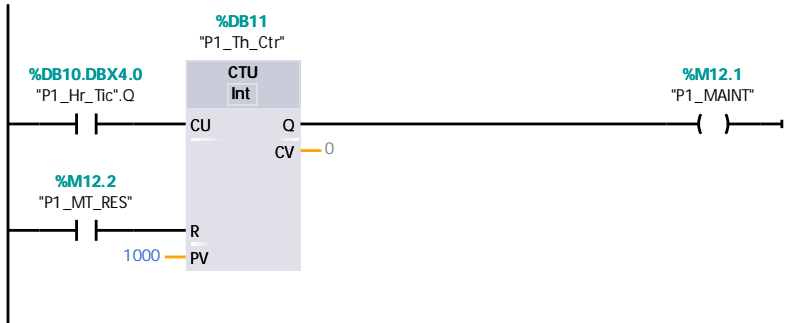 %DB11
"P1_Th_Ctr"
%DB10.DBX4.0
"P1_Hr_Tic".Q
CTU
Int
%M12.1
"P1_MAINT"
CU
Q
CV
0
%M12.2
"P1_MT_RES"
R
1000
PV